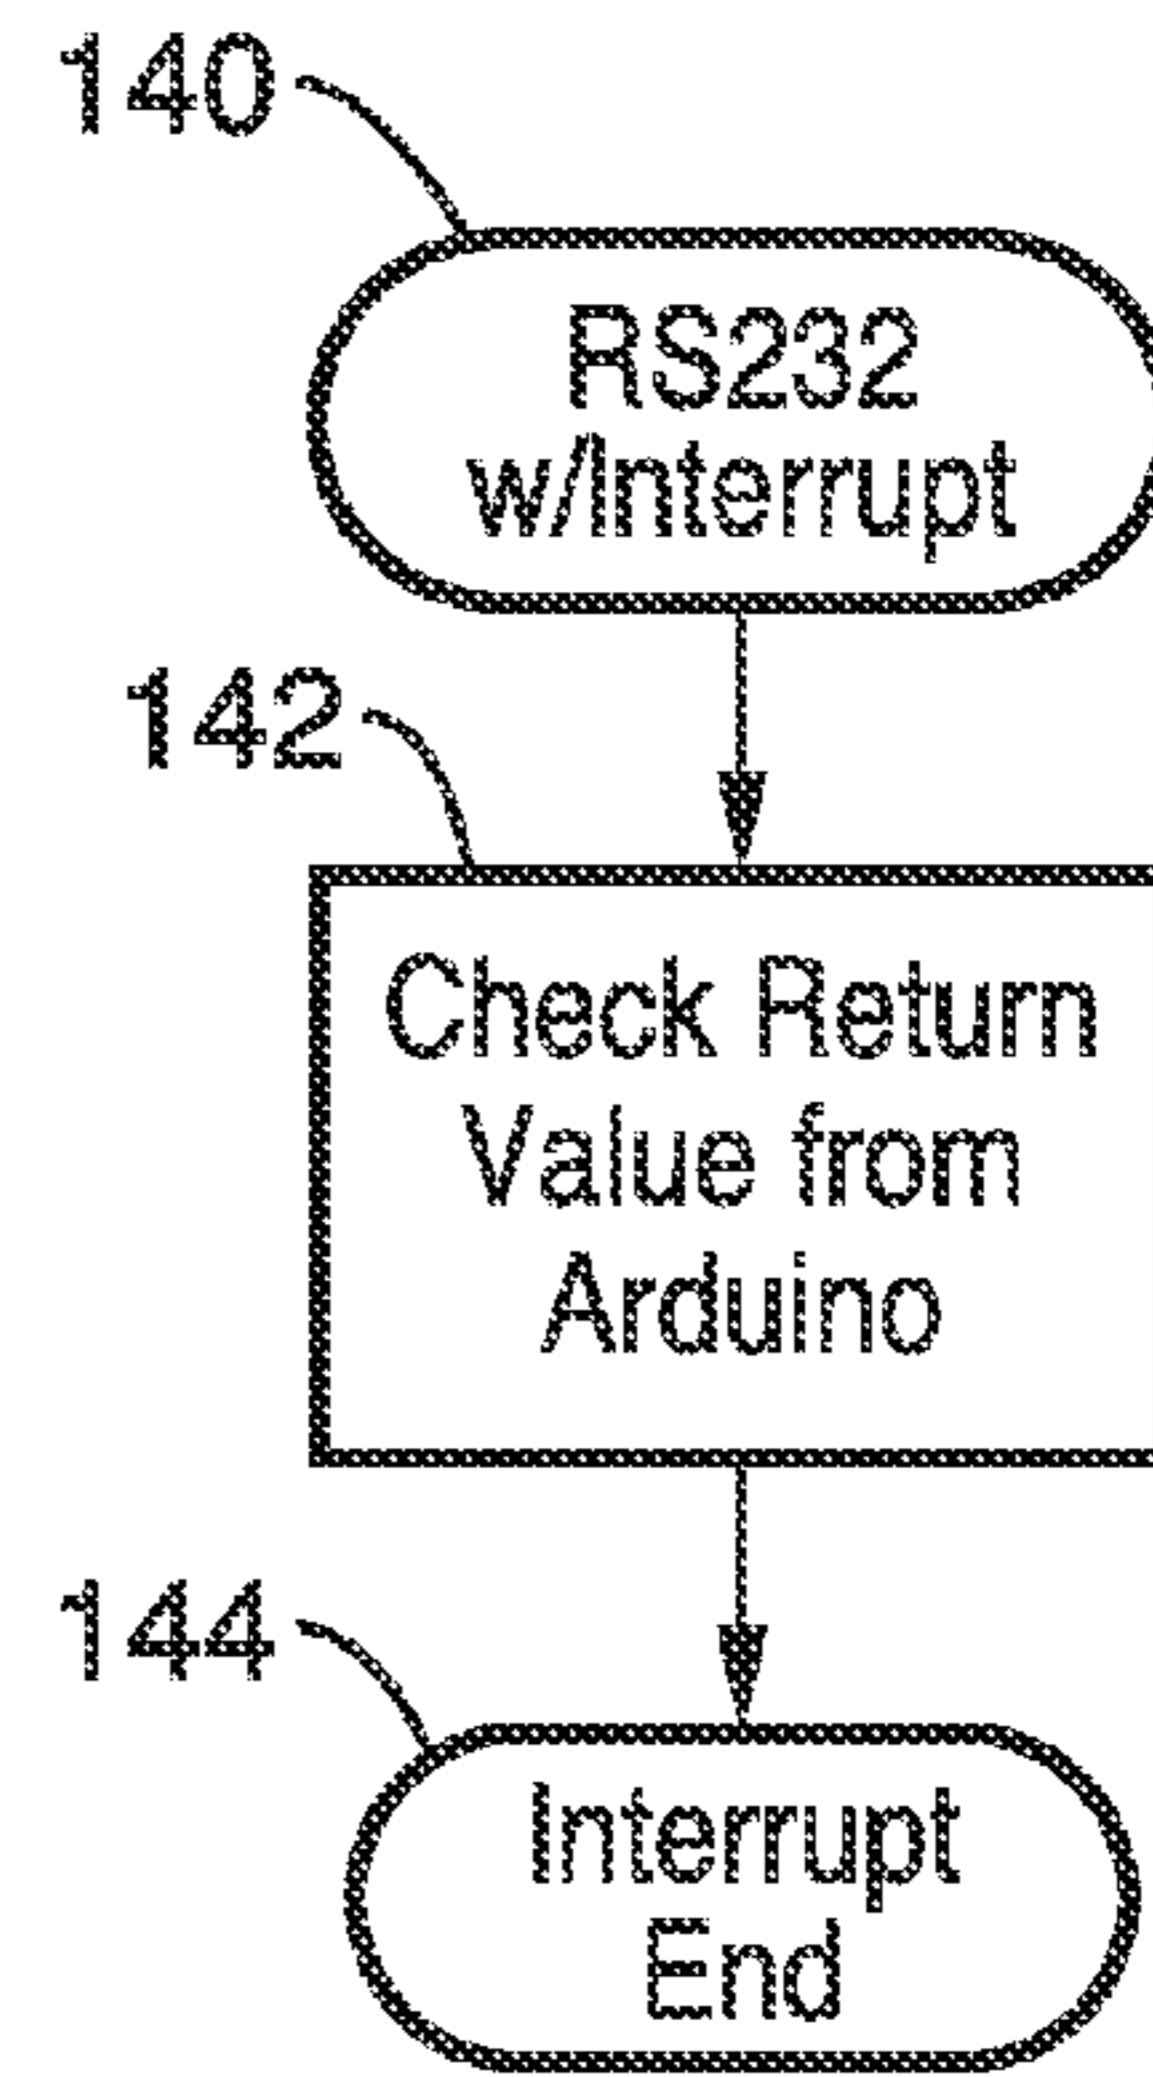 140
RS232
w/Interrupt
142
Check Return
Value from
Arduino
144
Interrupt
End